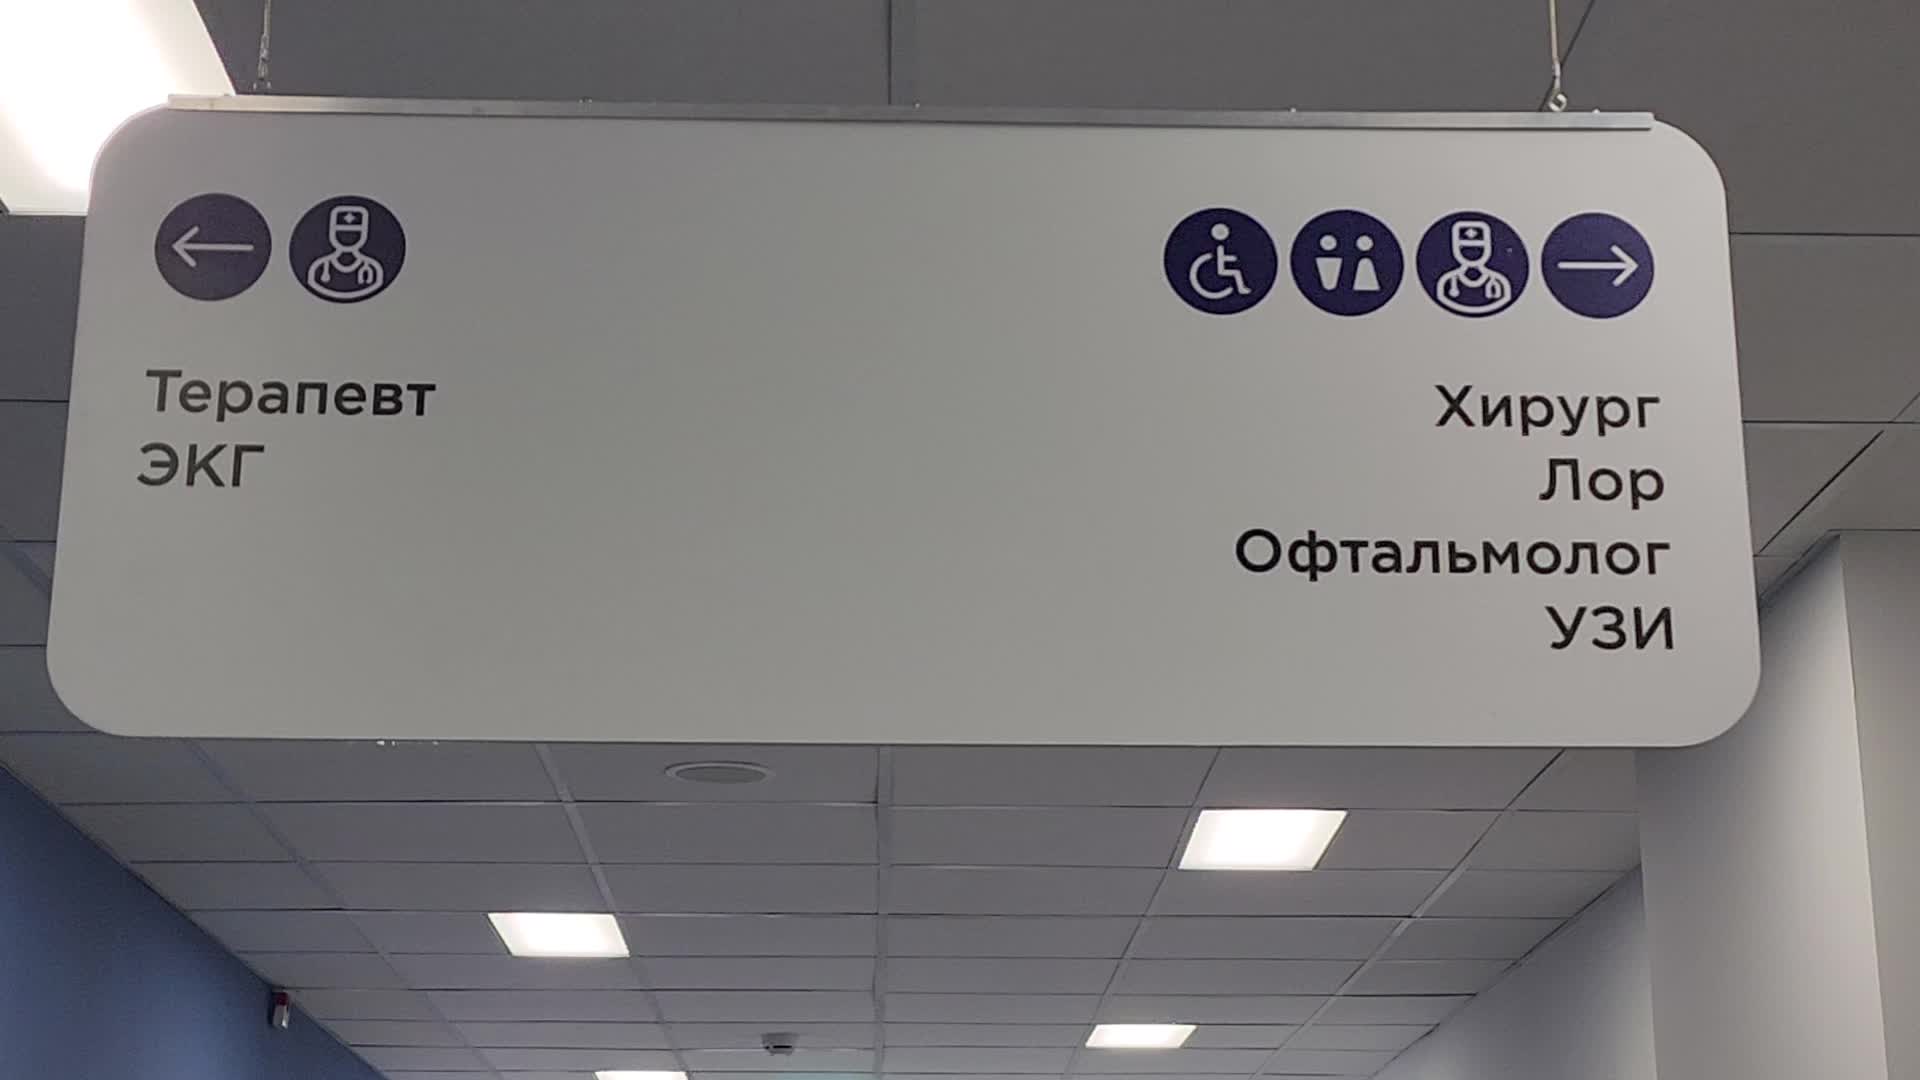 Терапевт
ЭКГ
Хирург
Лор
Офтальмолог
УЗИ